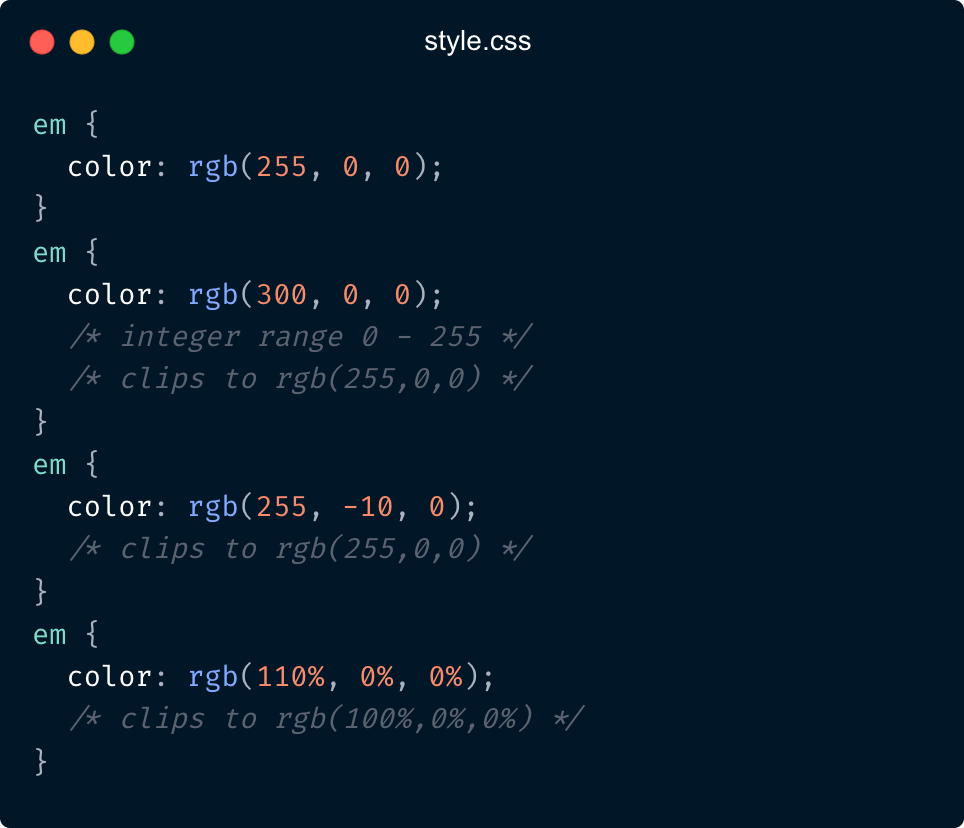 style.css
em {
  color: rgb(255, 0, 0);
}
em {
  color: rgb(300, 0, 0);
  /* integer range 0 - 255 */
  /* clips to rgb(255,0,0) */
}
em {
  color: rgb(255, -10, 0);
  /* clips to rgb(255,0,0) */
}
em {
  color: rgb(110%, 0%, 0%);
  /* clips to rgb(100%,0%,0%) */
}